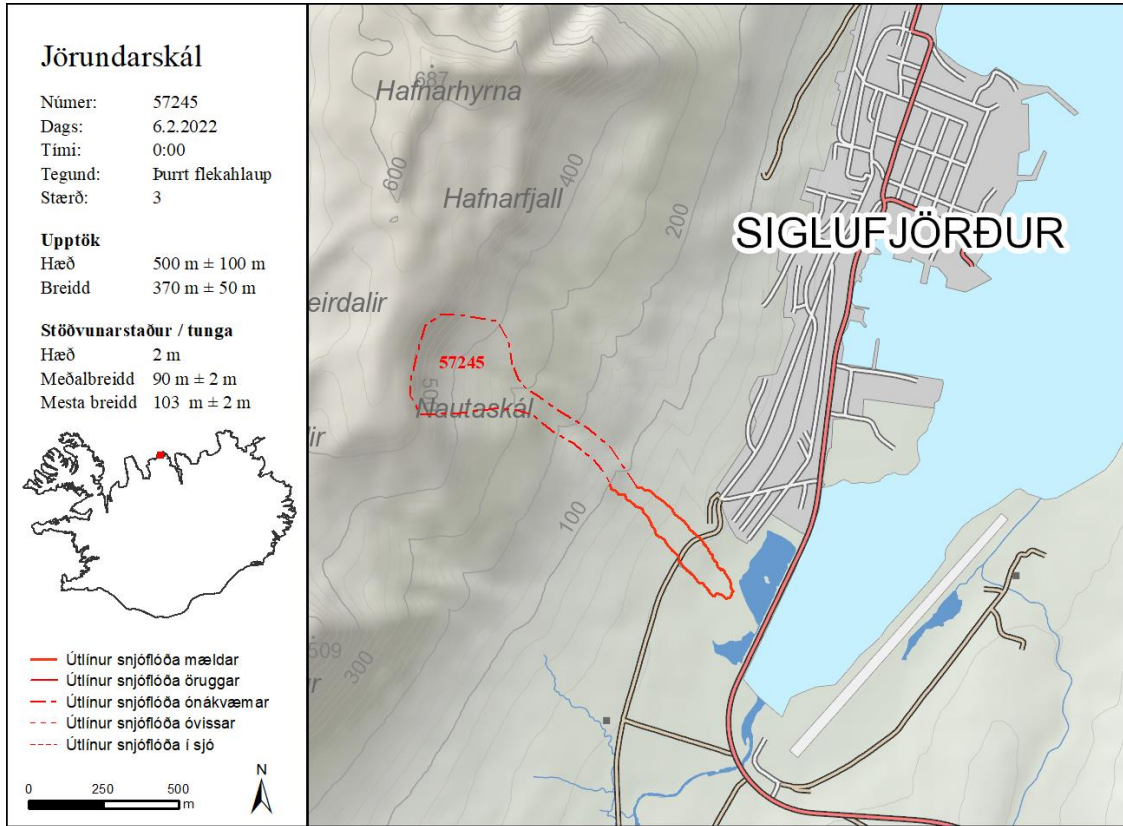 Jörundarskál
Númer: 57245
Dags: 6.2.2022
Tími: 0:00
Tegund: Þurrt flekahlaup
Stærð: 3
Upptök
Hæð 500 m ± 100 m
Breidd 370 m ± 50 m
Stöðvunarstaður / tunga
Hæð 2 m
Meðalbreidd 90 m ± 2 m
Mesta breidd 103 m ± 2 m
Útlínur snjóflóða mældar
Útlínur snjóflóða öruggar
Útlínur snjóflóða ónákvæmar
Útlínur snjóflóða óvissar
Útlínur snjóflóða í sjó
0 250 500
m
N
687
Hafnarhyrna
600
400
Hafnarfjall
200
SIGLUFJÖRÐUR
eirdalir
57245
Nautaskál
ir
100
509
300
ur